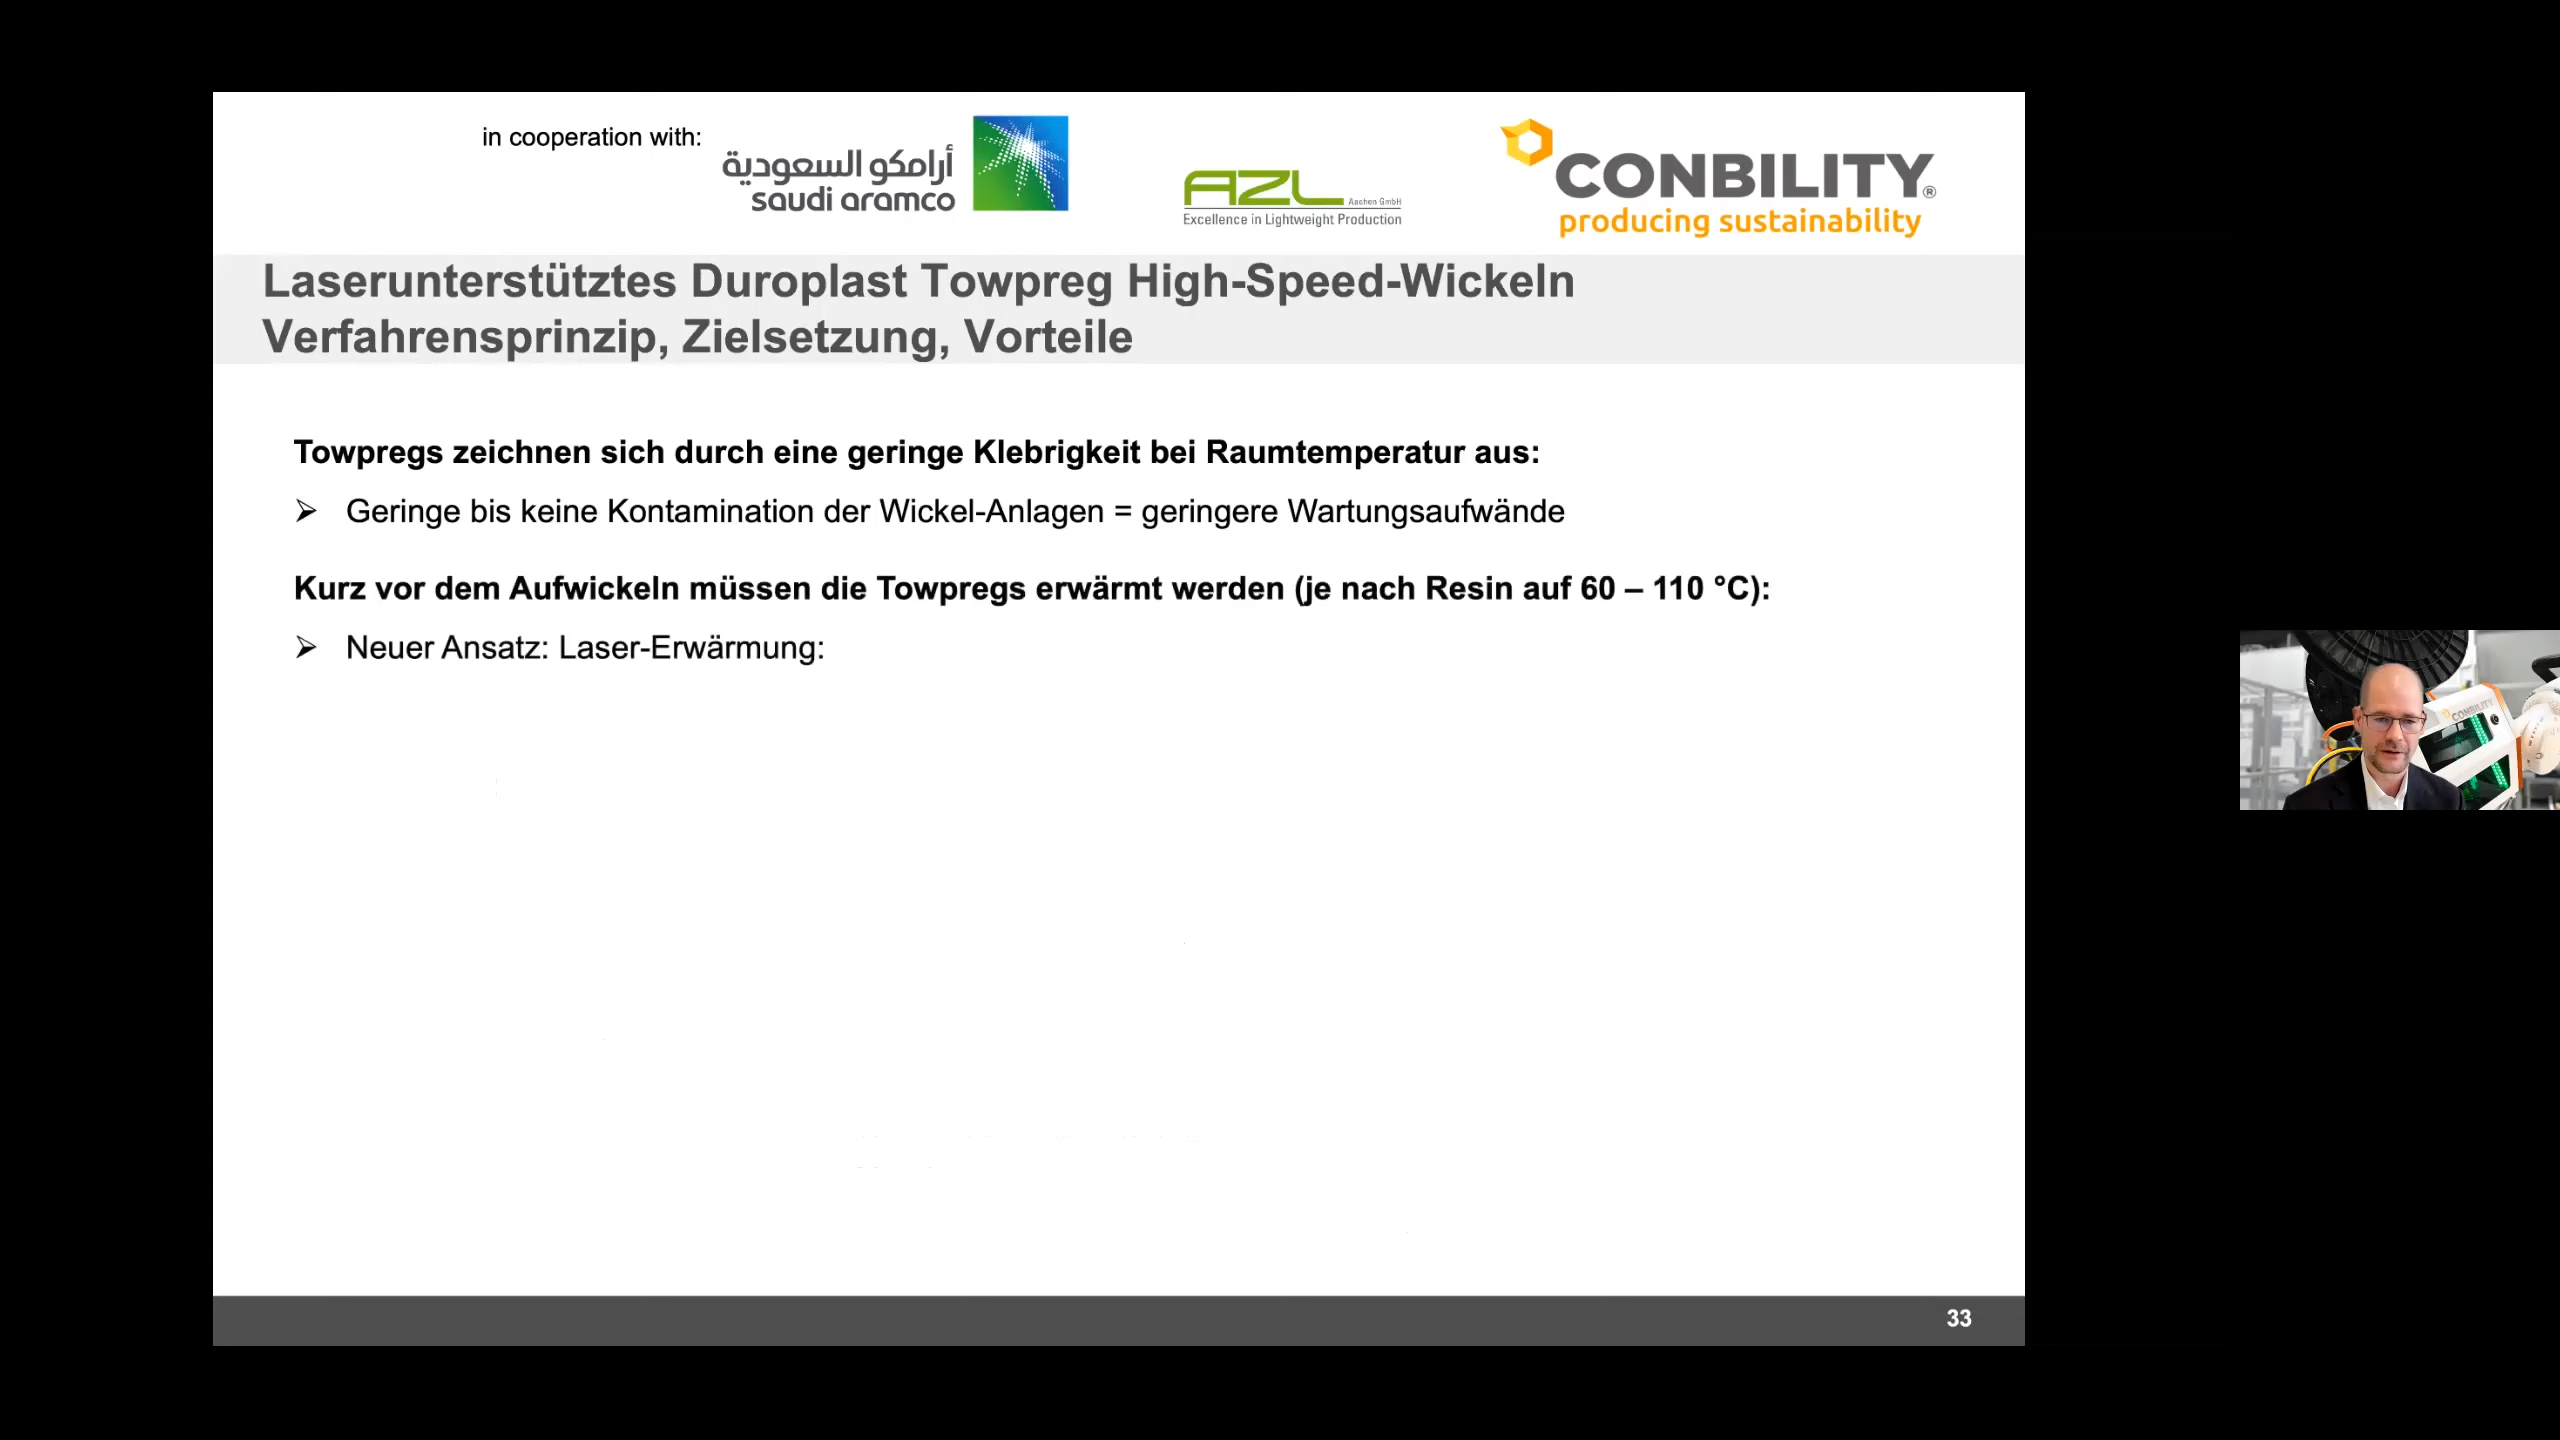 in cooperation with:
أرامكو السعودية
saudi aramco
AZL Aachen GmbH
Excellence in Lightweight Production
CONBILITY®
producing sustainability
Laserunterstütztes Duroplast Towpreg High-Speed-Wickeln
Verfahrensprinzip, Zielsetzung, Vorteile
Towpregs zeichnen sich durch eine geringe Klebrigkeit bei Raumtemperatur aus:
➢ Geringe bis keine Kontamination der Wickel-Anlagen = geringere Wartungsaufwände
Kurz vor dem Aufwickeln müssen die Towpregs erwärmt werden (je nach Resin auf 60 – 110 °C):
➢ Neuer Ansatz: Laser-Erwärmung:
CONBILITY
33